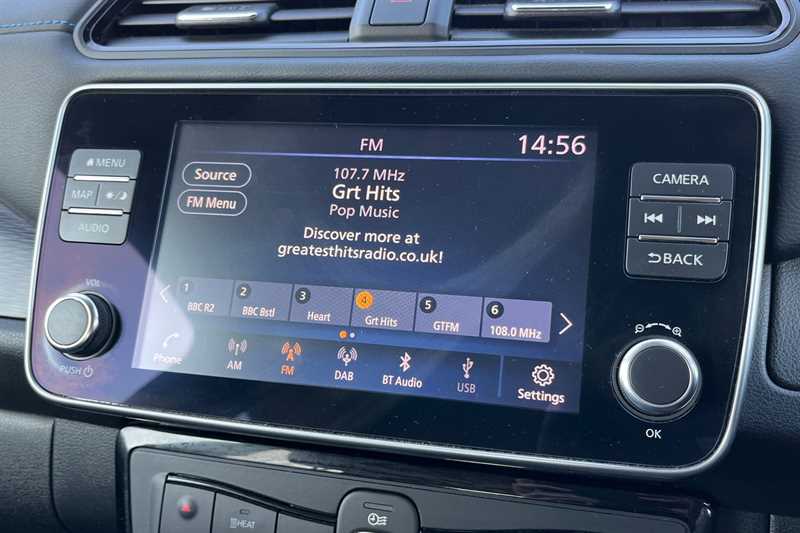 FM
14:56
MENU
MAP
AUDIO
VOL
PUSH
Source
FM Menu
107.7 MHz
Grt Hits
Pop Music
Discover more at
greatesthitsradio.co.uk!
1
BBC R2
2
BBC Bstl
3
Heart
4
Grt Hits
5
GTFM
6
108.0 MHz
Phone
AM
FM
DAB
BT Audio
USB
Settings
CAMERA
BACK
OK
HEAT